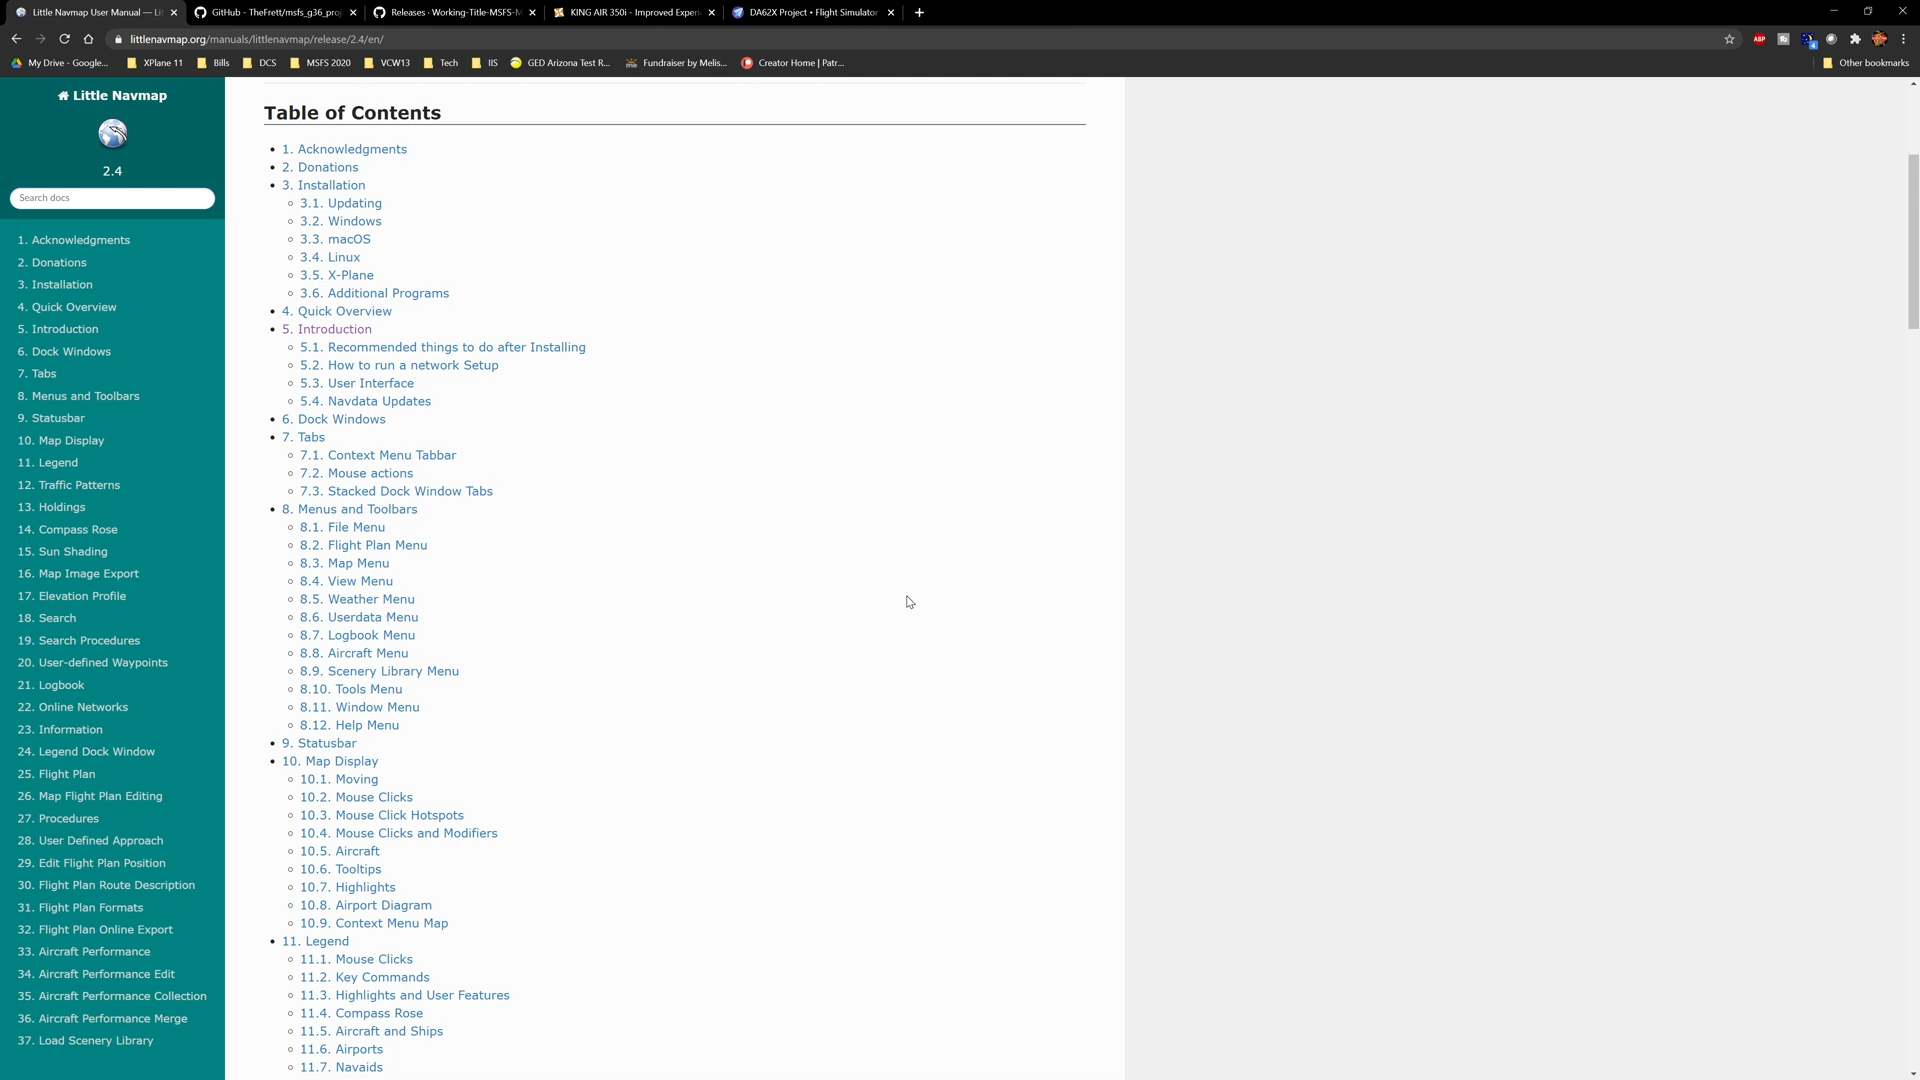 Little Navmap User Manual — Lit
GitHub - TheFrett/msfs_g36_proj
Releases · Working-Title-MSFS-M
KING AIR 350i - Improved Experi
DA62X Project • Flight Simulator
littlenavmap.org/manuals/littlenavmap/release/2.4/en/
ABP
4
My Drive - Google...
XPlane 11
Bills
DCS
MSFS 2020
VCW13
Tech
IIS
GED Arizona Test R...
Fundraiser by Melis...
Creator Home | Patr...
Other bookmarks
Little Navmap
2.4
Search docs
1. Acknowledgments
2. Donations
3. Installation
4. Quick Overview
5. Introduction
6. Dock Windows
7. Tabs
8. Menus and Toolbars
9. Statusbar
10. Map Display
11. Legend
12. Traffic Patterns
13. Holdings
14. Compass Rose
15. Sun Shading
16. Map Image Export
17. Elevation Profile
18. Search
19. Search Procedures
20. User-defined Waypoints
21. Logbook
22. Online Networks
23. Information
24. Legend Dock Window
25. Flight Plan
26. Map Flight Plan Editing
27. Procedures
28. User Defined Approach
29. Edit Flight Plan Position
30. Flight Plan Route Description
31. Flight Plan Formats
32. Flight Plan Online Export
33. Aircraft Performance
34. Aircraft Performance Edit
35. Aircraft Performance Collection
36. Aircraft Performance Merge
37. Load Scenery Library
Table of Contents
1. Acknowledgments
2. Donations
3. Installation
3.1. Updating
3.2. Windows
3.3. macOS
3.4. Linux
3.5. X-Plane
3.6. Additional Programs
4. Quick Overview
5. Introduction
5.1. Recommended things to do after Installing
5.2. How to run a network Setup
5.3. User Interface
5.4. Navdata Updates
6. Dock Windows
7. Tabs
7.1. Context Menu Tabbar
7.2. Mouse actions
7.3. Stacked Dock Window Tabs
8. Menus and Toolbars
8.1. File Menu
8.2. Flight Plan Menu
8.3. Map Menu
8.4. View Menu
8.5. Weather Menu
8.6. Userdata Menu
8.7. Logbook Menu
8.8. Aircraft Menu
8.9. Scenery Library Menu
8.10. Tools Menu
8.11. Window Menu
8.12. Help Menu
9. Statusbar
10. Map Display
10.1. Moving
10.2. Mouse Clicks
10.3. Mouse Click Hotspots
10.4. Mouse Clicks and Modifiers
10.5. Aircraft
10.6. Tooltips
10.7. Highlights
10.8. Airport Diagram
10.9. Context Menu Map
11. Legend
11.1. Mouse Clicks
11.2. Key Commands
11.3. Highlights and User Features
11.4. Compass Rose
11.5. Aircraft and Ships
11.6. Airports
11.7. Navaids